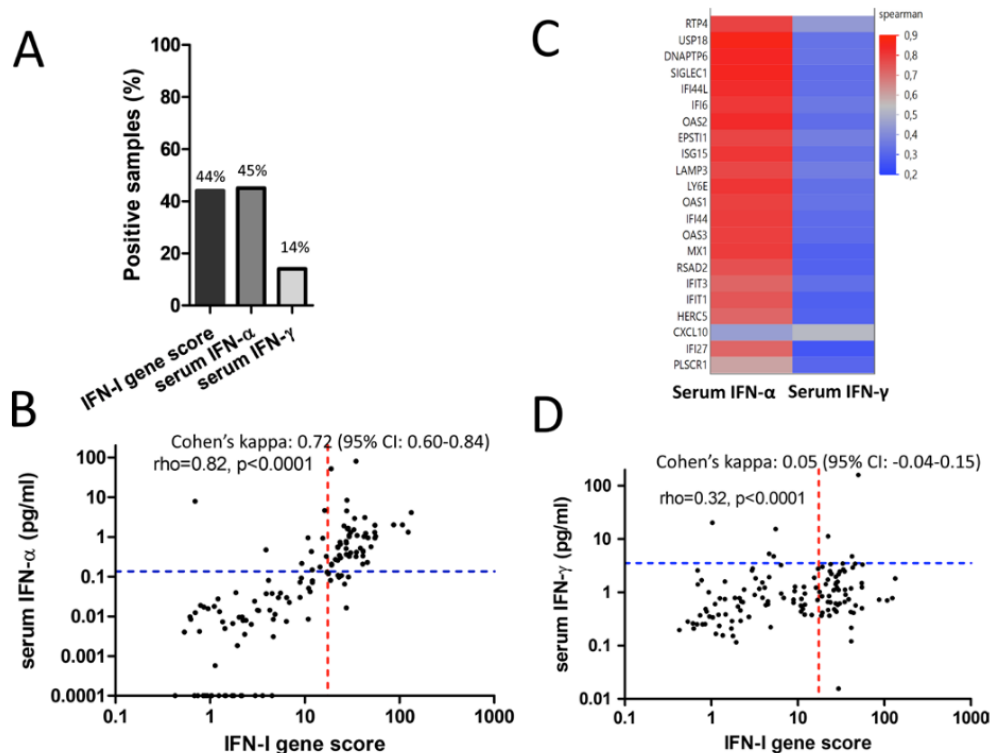 A
Positive samples (%)
100
80
60
40
20
0
44%
45%
14%
IFN-I gene score
serum IFN-α
serum IFN-γ
C
spearman
RTP4
USP18
DNAPTP6
SIGLEC1
IFI44L
IFI6
OAS2
EPSTI1
ISG15
LAMP3
LY6E
OAS1
IFI44
OAS3
MX1
RSAD2
IFIT3
IFIT1
HERC5
CXCL10
IFI27
PLSCR1
0,9
0,8
0,7
0,6
0,5
0,4
0,3
0,2
Serum IFN-α Serum IFN-γ
B
Cohen's kappa: 0.72 (95% CI: 0.60-0.84)
rho=0.82, p<0.0001
serum IFN-α (pg/ml)
100
10
1
0.1
0.01
0.001
0.0001
0.1 1 10 100 1000
IFN-I gene score
D
Cohen's kappa: 0.05 (95% CI: -0.04-0.15)
rho=0.32, p<0.0001
serum IFN-γ (pg/ml)
100
10
1
0.1
0.01
0.1 1 10 100 1000
IFN-I gene score